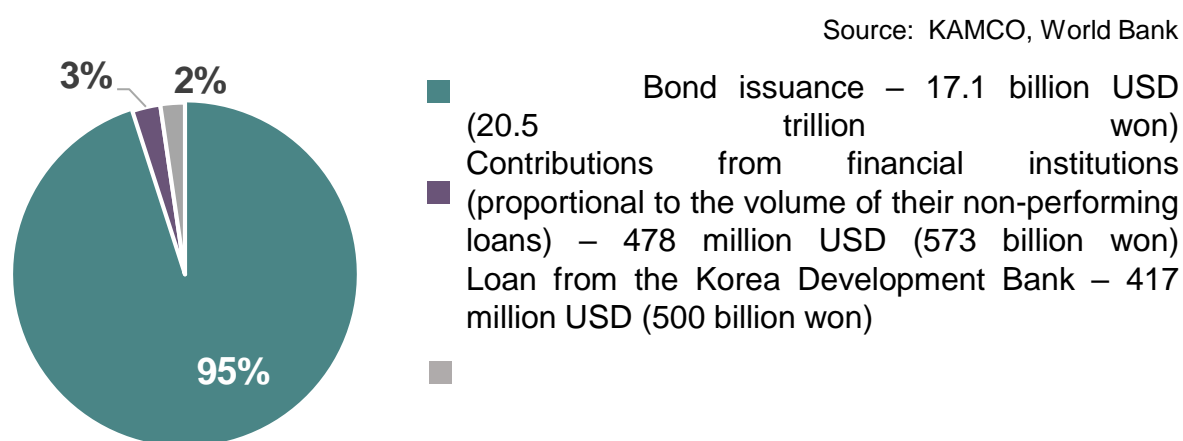 Source: KAMCO, World Bank
3%
2%
95%
Bond issuance – 17.1 billion USD
(20.5 trillion won)
Contributions from financial institutions
(proportional to the volume of their non-performing
loans) – 478 million USD (573 billion won)
Loan from the Korea Development Bank – 417
million USD (500 billion won)